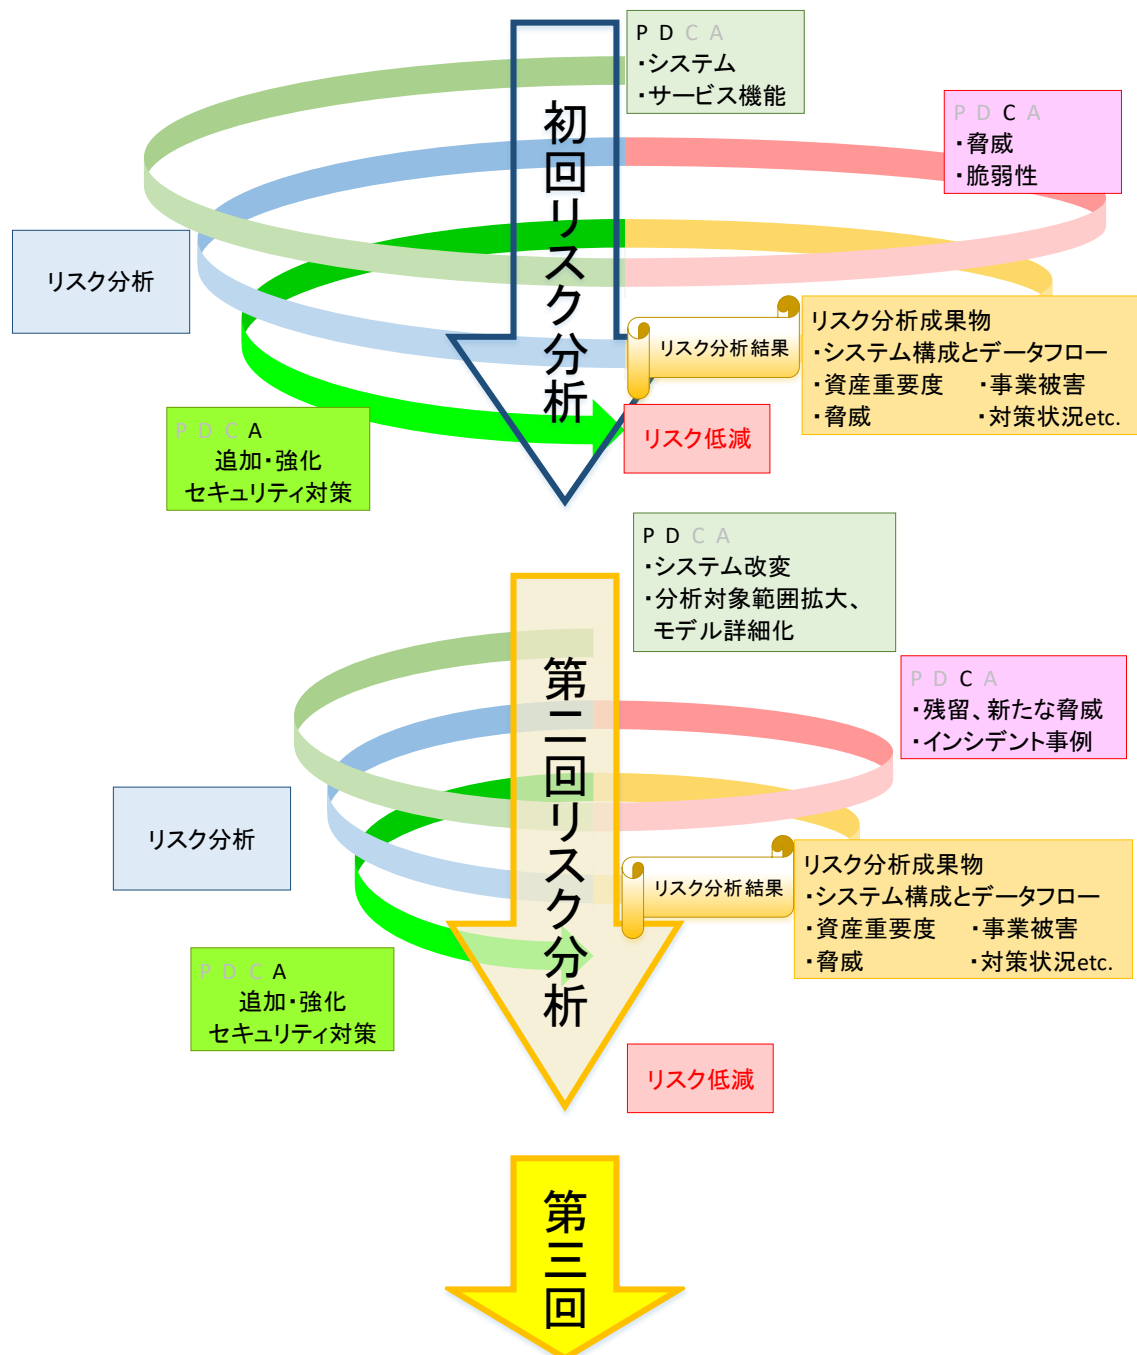 P D C A
・システム
・サービス機能
初回リスク分析
P D C A
・脅威
・脆弱性
リスク分析
リスク分析結果
リスク分析成果物
・システム構成とデータフロー
・資産重要度 ・事業被害
・脅威 ・対策状況etc.
P D C A
追加・強化
セキュリティ対策
リスク低減
P D C A
・システム改変
・分析対象範囲拡大、
モデル詳細化
第二回リスク分析
P D C A
・残留、新たな脅威
・インシデント事例
リスク分析
リスク分析結果
リスク分析成果物
・システム構成とデータフロー
・資産重要度 ・事業被害
・脅威 ・対策状況etc.
P D C A
追加・強化
セキュリティ対策
リスク低減
第三回